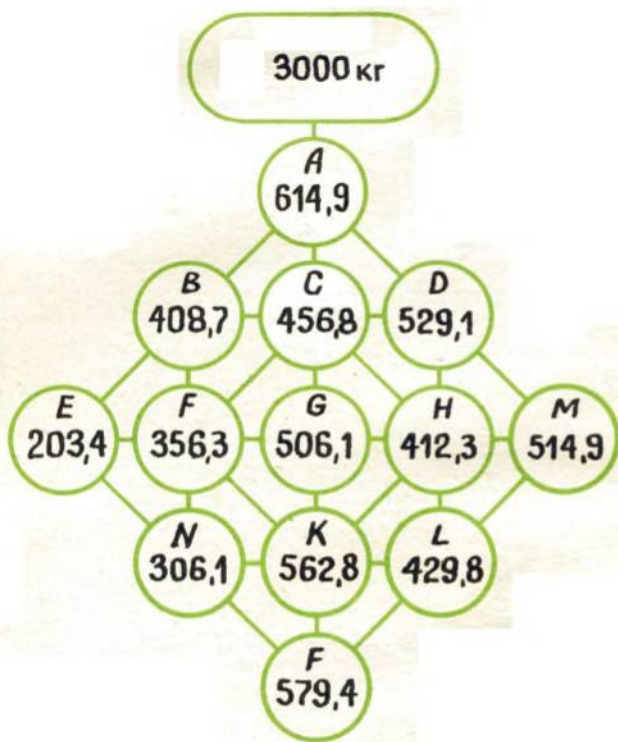 3000 кг
A
614,9
B C D
408,7 456,8 529,1
E F G H M
203,4 356,3 506,1 412,3 514,9
N K L
306,1 562,8 429,8
F
579,4